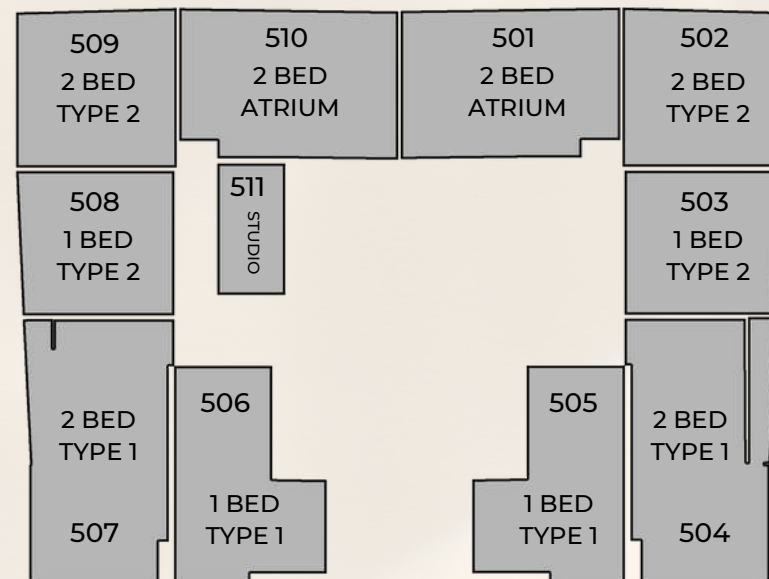 509
2 BED
TYPE 2
510
2 BED
ATRIUM
501
2 BED
ATRIUM
502
2 BED
TYPE 2
508
1 BED
TYPE 2
511
STUDIO
503
1 BED
TYPE 2
2 BED
TYPE 1
507
506
1 BED
TYPE 1
505
1 BED
TYPE 1
2 BED
TYPE 1
504